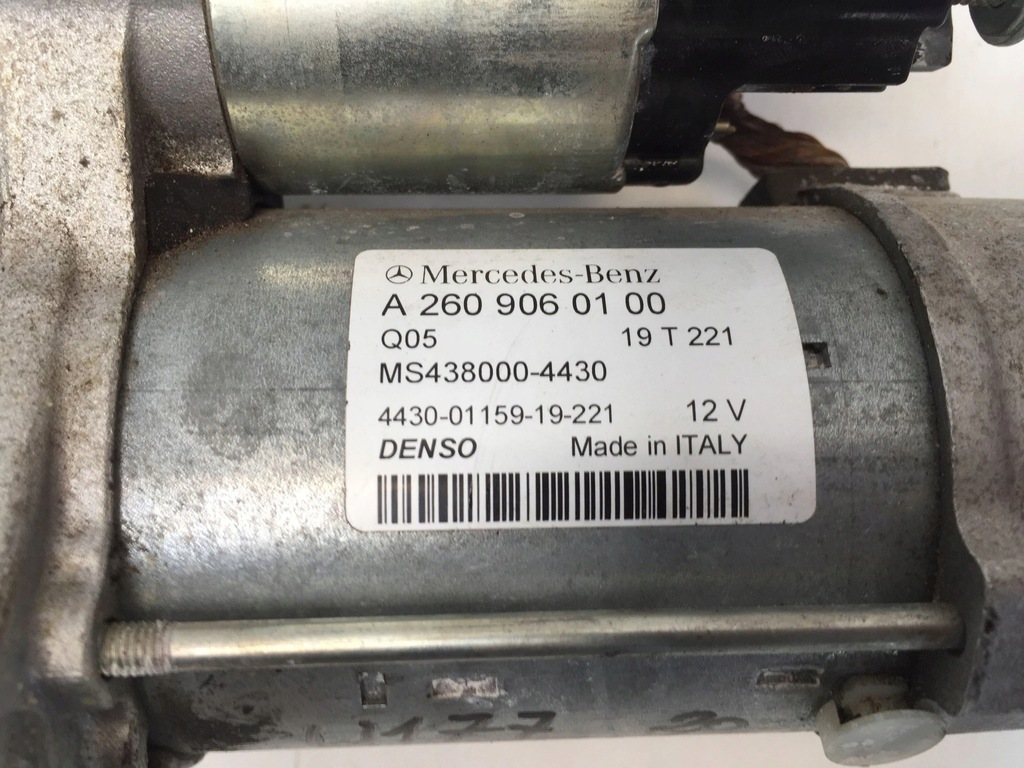 Mercedes-Benz
A 260 906 01 00
Q05 19 T 221
MS438000-4430
4430-01159-19-221 12 V
DENSO Made in ITALY
177